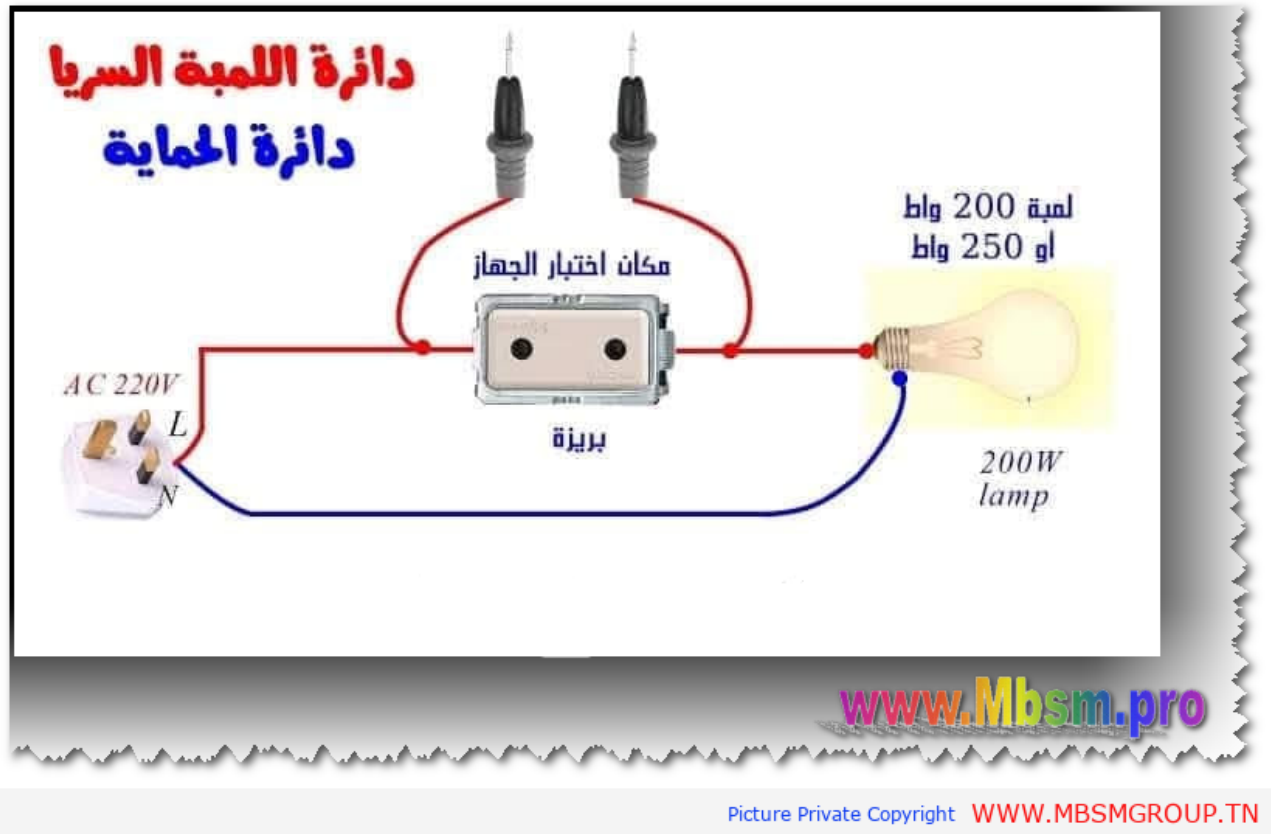 دائرة اللمبة السريا
دائرة الحماية
لمبة 200 واط
أو 250 واط
مكان اختبار الجهاز
AC 220V
L
بريزة
N
200W
lamp
www.Mbsm.pro
Picture Private Copyright WWW.MBSMGROUP.TN